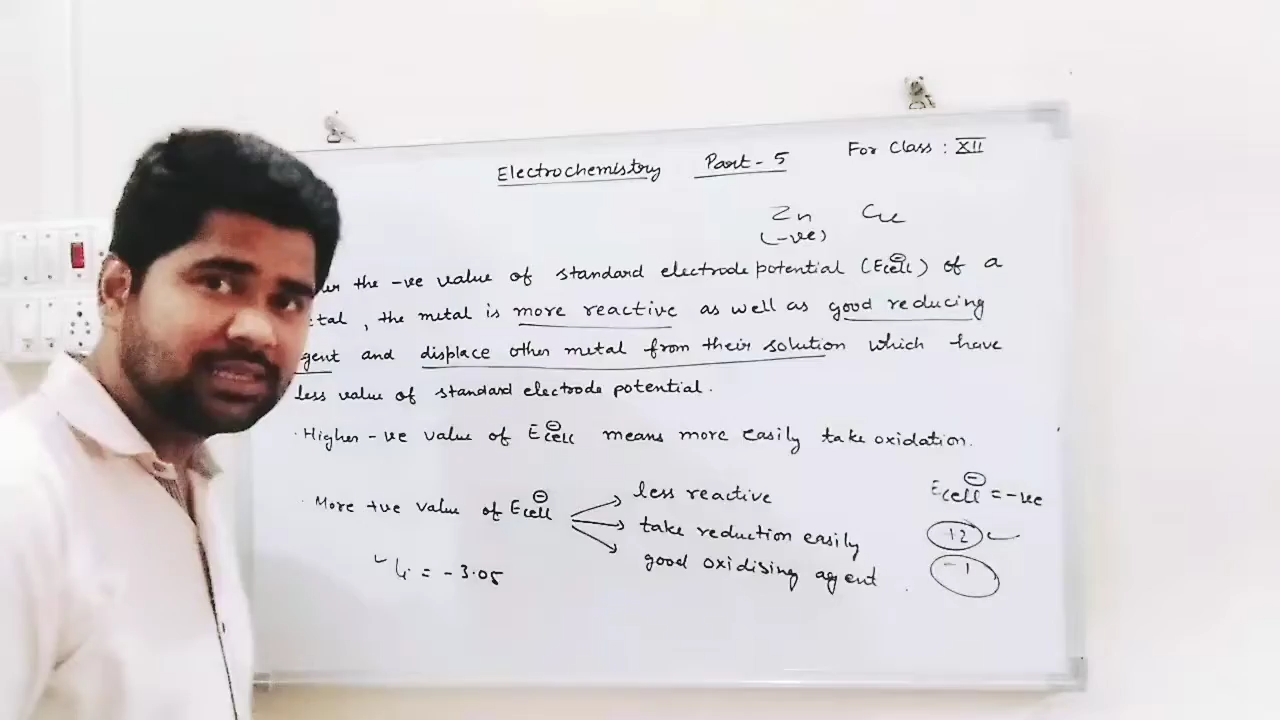 Electrochemistry Part-5
For Class : XII
Zn Cu
(-ve)
the -ve value of standard electrode potential (E⊖cell) of a
etal, the metal is more reactive as well as good reducing
gent and displace other metal from their solution which have
less value of standard electrode potential.
· Higher -ve value of E⊖cell means more easily take oxidation.
· More +ve value of E⊖cell
less reactive
take reduction easily
good oxidising agent.
Li = -3.05
E⊖cell = -ve
+2
-1